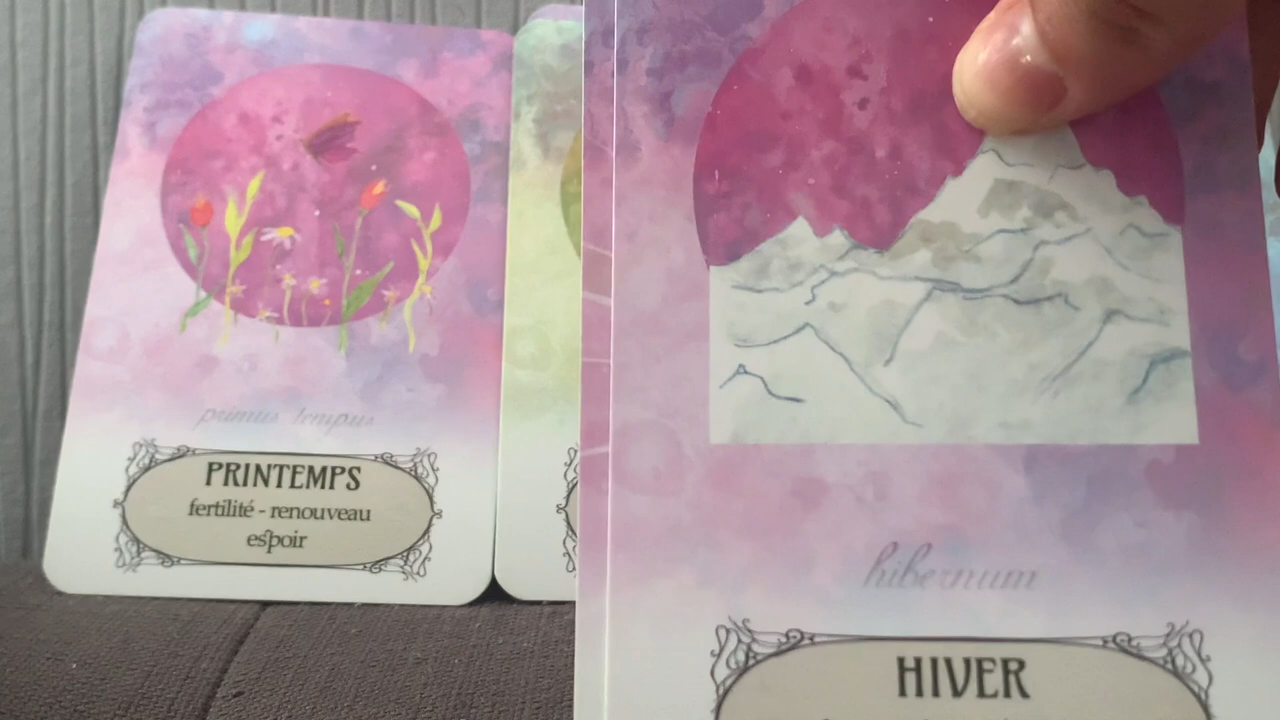 primus tempus
PRINTEMPS
fertilité - renouveau
espoir
hibernum
HIVER